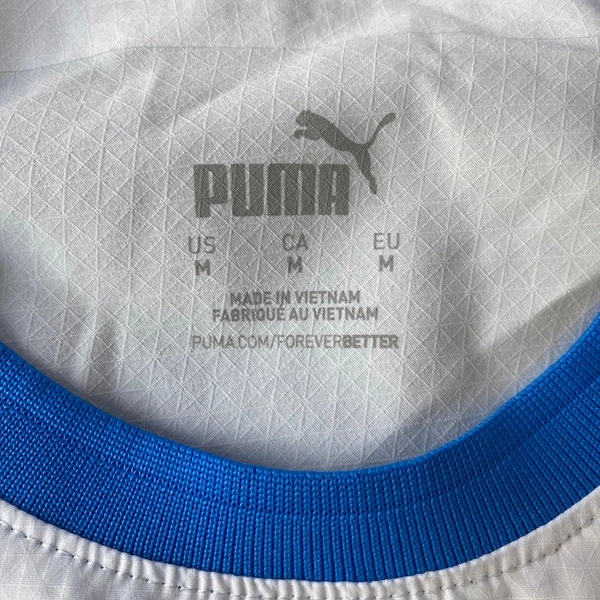 PUMA
US CA EU
M M M
MADE IN VIETNAM
FABRIQUÉ AU VIETNAM
PUMA.COM/FOREVERBETTER